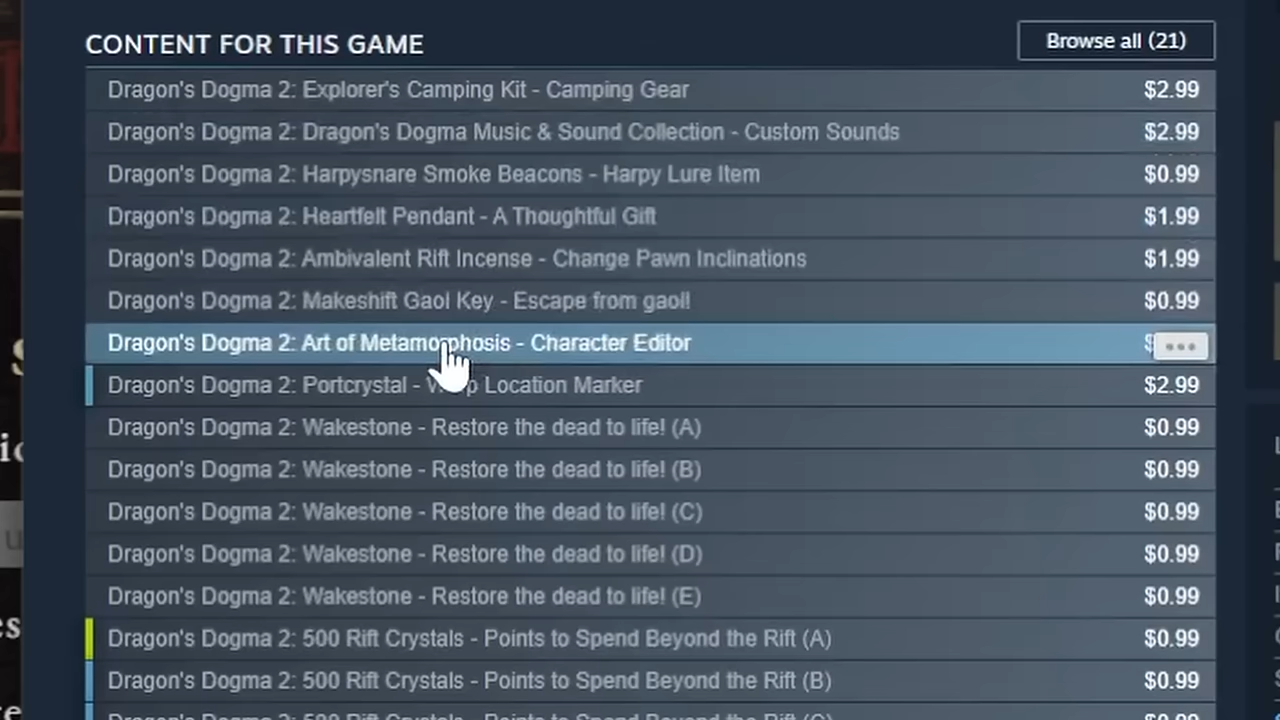 CONTENT FOR THIS GAME
Browse all (21)
Dragon's Dogma 2: Explorer's Camping Kit - Camping Gear $2.99
Dragon's Dogma 2: Dragon's Dogma Music & Sound Collection - Custom Sounds $2.99
Dragon's Dogma 2: Harpysnare Smoke Beacons - Harpy Lure Item $0.99
Dragon's Dogma 2: Heartfelt Pendant - A Thoughtful Gift $1.99
Dragon's Dogma 2: Ambivalent Rift Incense - Change Pawn Inclinations $1.99
Dragon's Dogma 2: Makeshift Gaol Key - Escape from gaol! $0.99
Dragon's Dogma 2: Art of Metamorphosis - Character Editor $
Dragon's Dogma 2: Portcrystal - Location Marker $2.99
Dragon's Dogma 2: Wakestone - Restore the dead to life! (A) $0.99
Dragon's Dogma 2: Wakestone - Restore the dead to life! (B) $0.99
Dragon's Dogma 2: Wakestone - Restore the dead to life! (C) $0.99
Dragon's Dogma 2: Wakestone - Restore the dead to life! (D) $0.99
Dragon's Dogma 2: Wakestone - Restore the dead to life! (E) $0.99
Dragon's Dogma 2: 500 Rift Crystals - Points to Spend Beyond the Rift (A) $0.99
Dragon's Dogma 2: 500 Rift Crystals - Points to Spend Beyond the Rift (B) $0.99